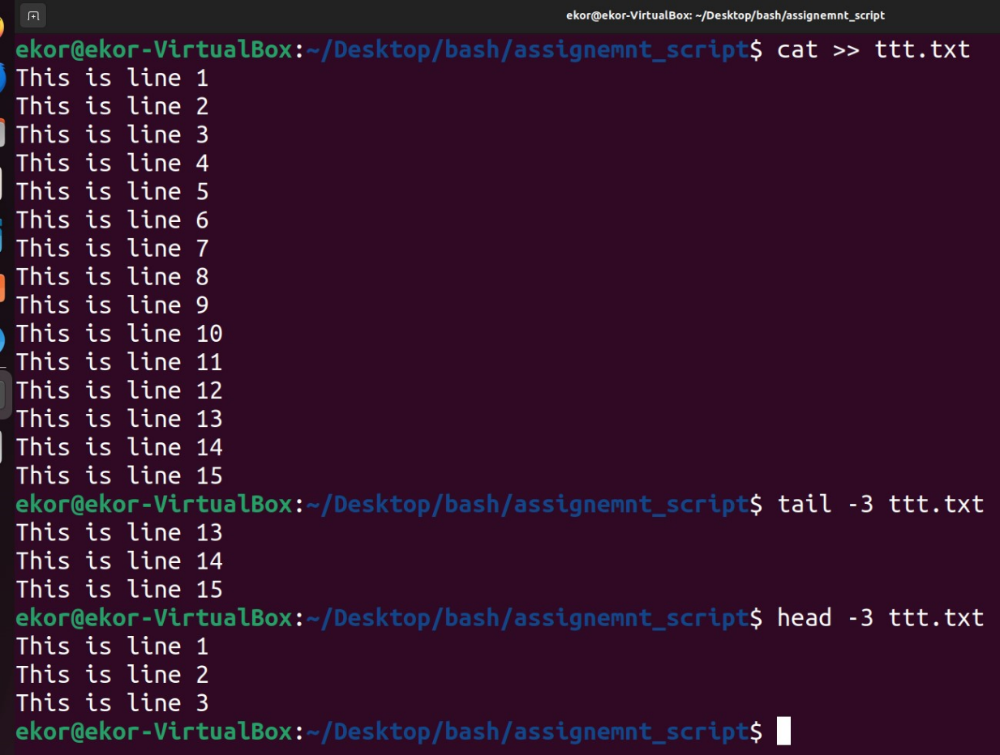 ekor@ekor-VirtualBox: ~/Desktop/bash/assignemnt_script
ekor@ekor-VirtualBox:~/Desktop/bash/assignemnt_script$ cat >> ttt.txt
This is line 1
This is line 2
This is line 3
This is line 4
This is line 5
This is line 6
This is line 7
This is line 8
This is line 9
This is line 10
This is line 11
This is line 12
This is line 13
This is line 14
This is line 15
ekor@ekor-VirtualBox:~/Desktop/bash/assignemnt_script$ tail -3 ttt.txt
This is line 13
This is line 14
This is line 15
ekor@ekor-VirtualBox:~/Desktop/bash/assignemnt_script$ head -3 ttt.txt
This is line 1
This is line 2
This is line 3
ekor@ekor-VirtualBox:~/Desktop/bash/assignemnt_script$